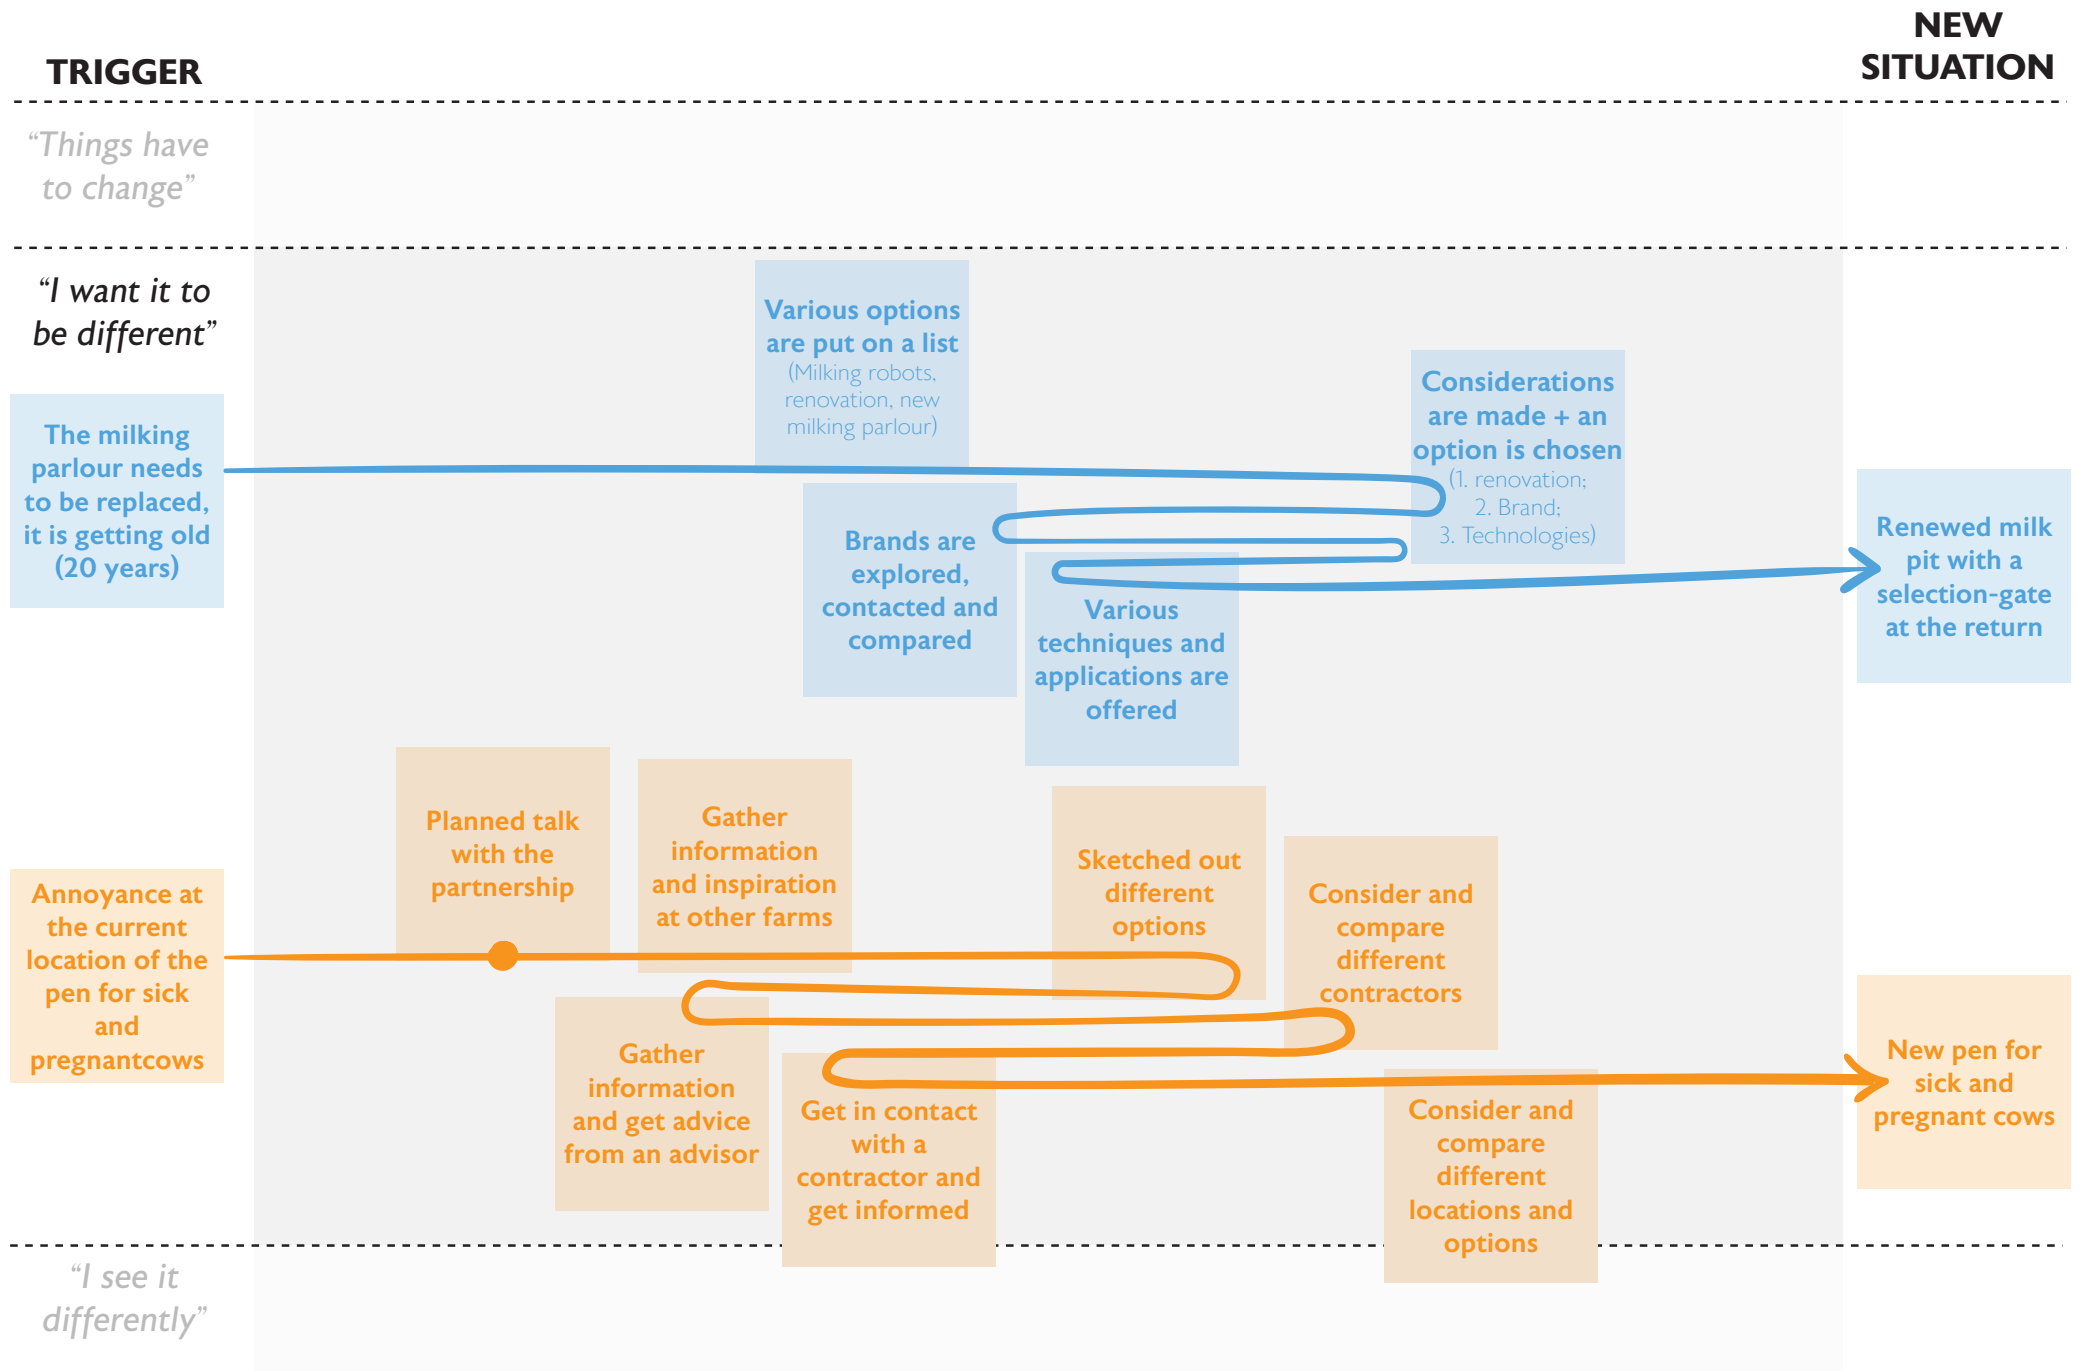 TRIGGER
NEW
SITUATION
“Things have
to change”
“I want it to
be different”
The milking
parlour needs
to be replaced,
it is getting old
(20 years)
Various options
are put on a list
(Milking robots,
renovation, new
milking parlour)
Brands are
explored,
contacted and
compared
Various
techniques and
applications are
offered
Considerations
are made + an
option is chosen
(1. renovation;
2. Brand;
3. Technologies)
Renewed milk
pit with a
selection-gate
at the return
Annoyance at
the current
location of the
pen for sick
and
pregnantcows
Planned talk
with the
partnership
Gather
information
and inspiration
at other farms
Gather
information
and get advice
from an advisor
Sketched out
different
options
Get in contact
with a
contractor and
get informed
Consider and
compare
different
contractors
Consider and
compare
different
locations and
options
New pen for
sick and
pregnant cows
“I see it
differently”